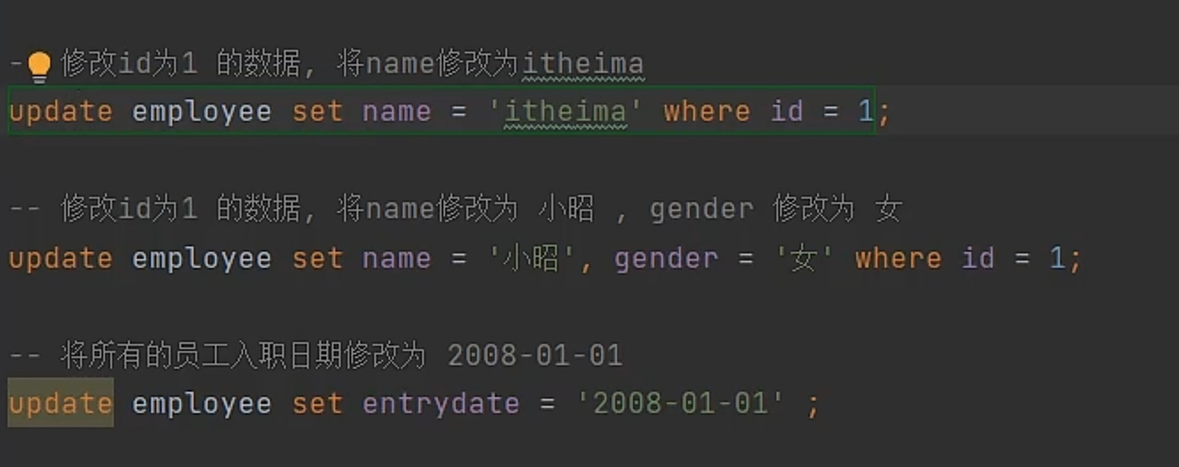 - 修改id为1 的数据, 将name修改为itheima
update employee set name = 'itheima' where id = 1;
-- 修改id为1 的数据, 将name修改为 小昭 , gender 修改为 女
update employee set name = '小昭', gender = '女' where id = 1;
-- 将所有的员工入职日期修改为 2008-01-01
update employee set entrydate = '2008-01-01' ;